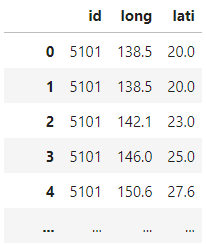 id long lati
0 5101 138.5 20.0
1 5101 138.5 20.0
2 5101 142.1 23.0
3 5101 146.0 25.0
4 5101 150.6 27.6
... ... ... ...